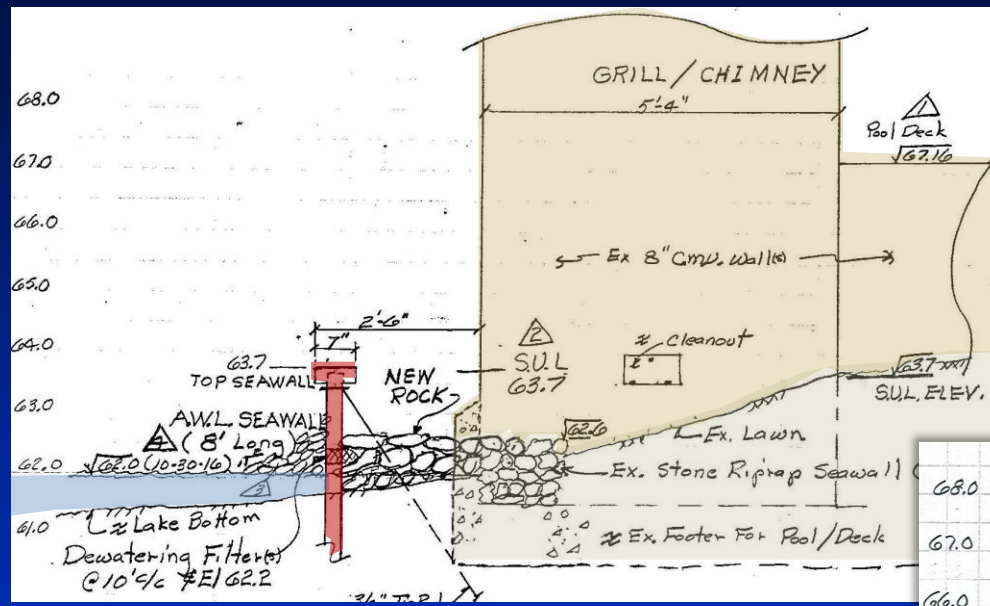 GRILL / CHIMNEY
5'-4"
68.0
1
Pool Deck
67.16
67.0
66.0
Ex 8" CMU. Wall(s)
65.0
2'-6"
7"
2
≈ Cleanout
64.0
63.7
TOP SEAWALL
NEW
ROCK
S.U.L
63.7
63.7
S.U.L. ELEV.
63.0
A.W.L. SEAWALL
4 (8' Long)
62.6
Ex. Lawn
62.0
62.0 (10-30-16)
Ex. Stone Riprap Seawall (
3
61.0
≈ Lake Bottom
≈ Ex. Footer For Pool/Deck
Dewatering Filter(s)
@ 10' c/c
El 62.2
68.0
67.0
66.0